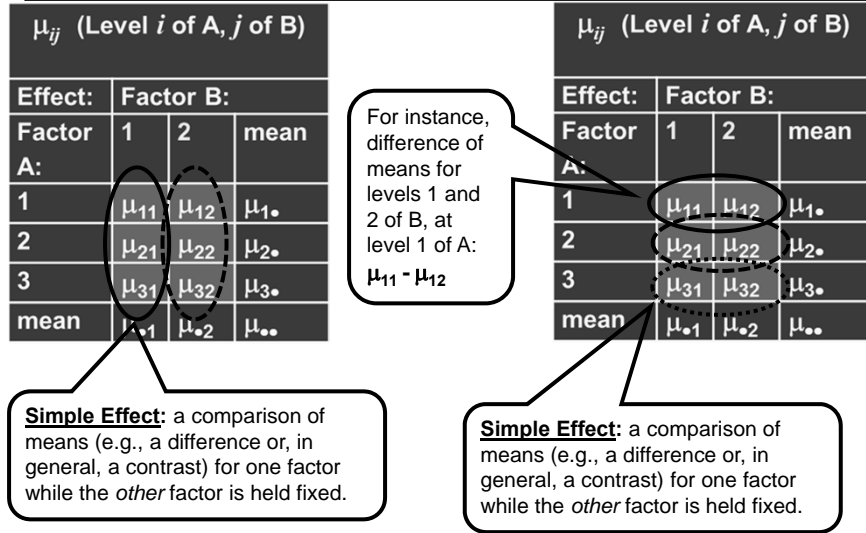 μij (Level i of A, j of B)
Effect: Factor B:
Factor A: 1 2 mean
1 μ11 μ12 μ1•
2 μ21 μ22 μ2•
3 μ31 μ32 μ3•
mean μ•1 μ•2 μ••
Simple Effect: a comparison of
means (e.g., a difference or, in
general, a contrast) for one factor
while the other factor is held fixed.
For instance,
difference of
means for
levels 1 and
2 of B, at
level 1 of A:
μ11 - μ12
μij (Level i of A, j of B)
Effect: Factor B:
Factor A: 1 2 mean
1 μ11 μ12 μ1•
2 μ21 μ22 μ2•
3 μ31 μ32 μ3•
mean μ•1 μ•2 μ••
Simple Effect: a comparison of
means (e.g., a difference or, in
general, a contrast) for one factor
while the other factor is held fixed.